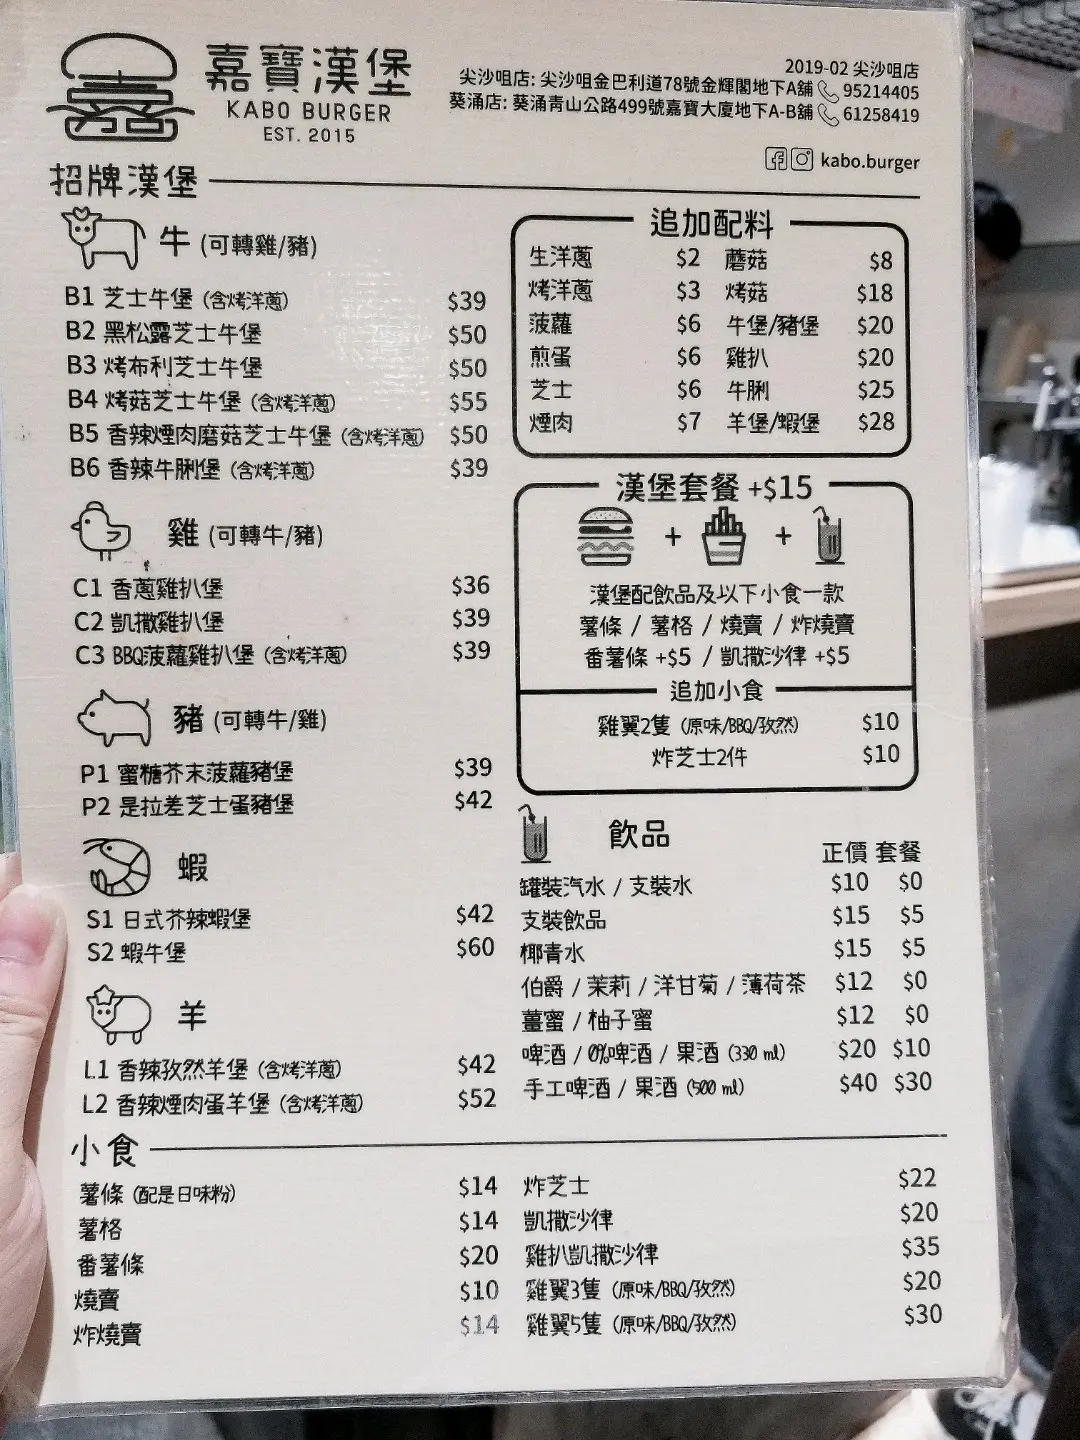 嘉寶漢堡
KABO BURGER
EST. 2015
2019-02 尖沙咀店
尖沙咀店: 尖沙咀金巴利道78號金輝閣地下A舖 95214405
葵涌店: 葵涌青山公路499號嘉寶大廈地下A-B舖 61258419
kabo.burger
招牌漢堡
牛 (可轉雞/豬)
B1 芝士牛堡 (含烤洋蔥) $39
B2 黑松露芝士牛堡 $50
B3 烤布利芝士牛堡 $50
B4 烤菇芝士牛堡 (含烤洋蔥) $55
B5 香辣煙肉磨菇芝士牛堡 (含烤洋蔥) $50
B6 香辣牛脷堡 (含烤洋蔥) $39
雞 (可轉牛/豬)
C1 香蔥雞扒堡 $36
C2 凱撒雞扒堡 $39
C3 BBQ菠蘿雞扒堡 (含烤洋蔥) $39
豬 (可轉牛/雞)
P1 蜜糖芥末菠蘿豬堡 $39
P2 是拉差芝士蛋豬堡 $42
蝦
S1 日式芥辣蝦堡 $42
S2 蝦牛堡 $60
羊
L1 香辣孜然羊堡 (含烤洋蔥) $42
L2 香辣煙肉蛋羊堡 (含烤洋蔥) $52
追加配料
生洋蔥 $2 蘑菇 $8
烤洋蔥 $3 烤菇 $18
菠蘿 $6 牛堡/豬堡 $20
煎蛋 $6 雞扒 $20
芝士 $6 牛脷 $25
煙肉 $7 羊堡/蝦堡 $28
漢堡套餐 +$15
+ +
漢堡配飲品及以下小食一款
薯條 / 薯格 / 燒賣 / 炸燒賣
番薯條 +$5 / 凱撒沙律 +$5
追加小食
雞翼2隻 (原味/BBQ/孜然) $10
炸芝士2件 $10
飲品
正價 套餐
罐裝汽水 / 支裝水 $10 $0
支裝飲品 $15 $5
椰青水 $15 $5
伯爵 / 茉莉 / 洋甘菊 / 薄荷茶 $12 $0
薑蜜 / 柚子蜜 $12 $0
啤酒 / 0%啤酒 / 果酒 (330 ml) $20 $10
手工啤酒 / 果酒 (500 ml) $40 $30
小食
薯條 (配是日味粉) $14
薯格 $14
番薯條 $20
燒賣 $10
炸燒賣 $14
炸芝士 $22
凱撒沙律 $20
雞扒凱撒沙律 $35
雞翼3隻 (原味/BBQ/孜然) $20
雞翼5隻 (原味/BBQ/孜然) $30